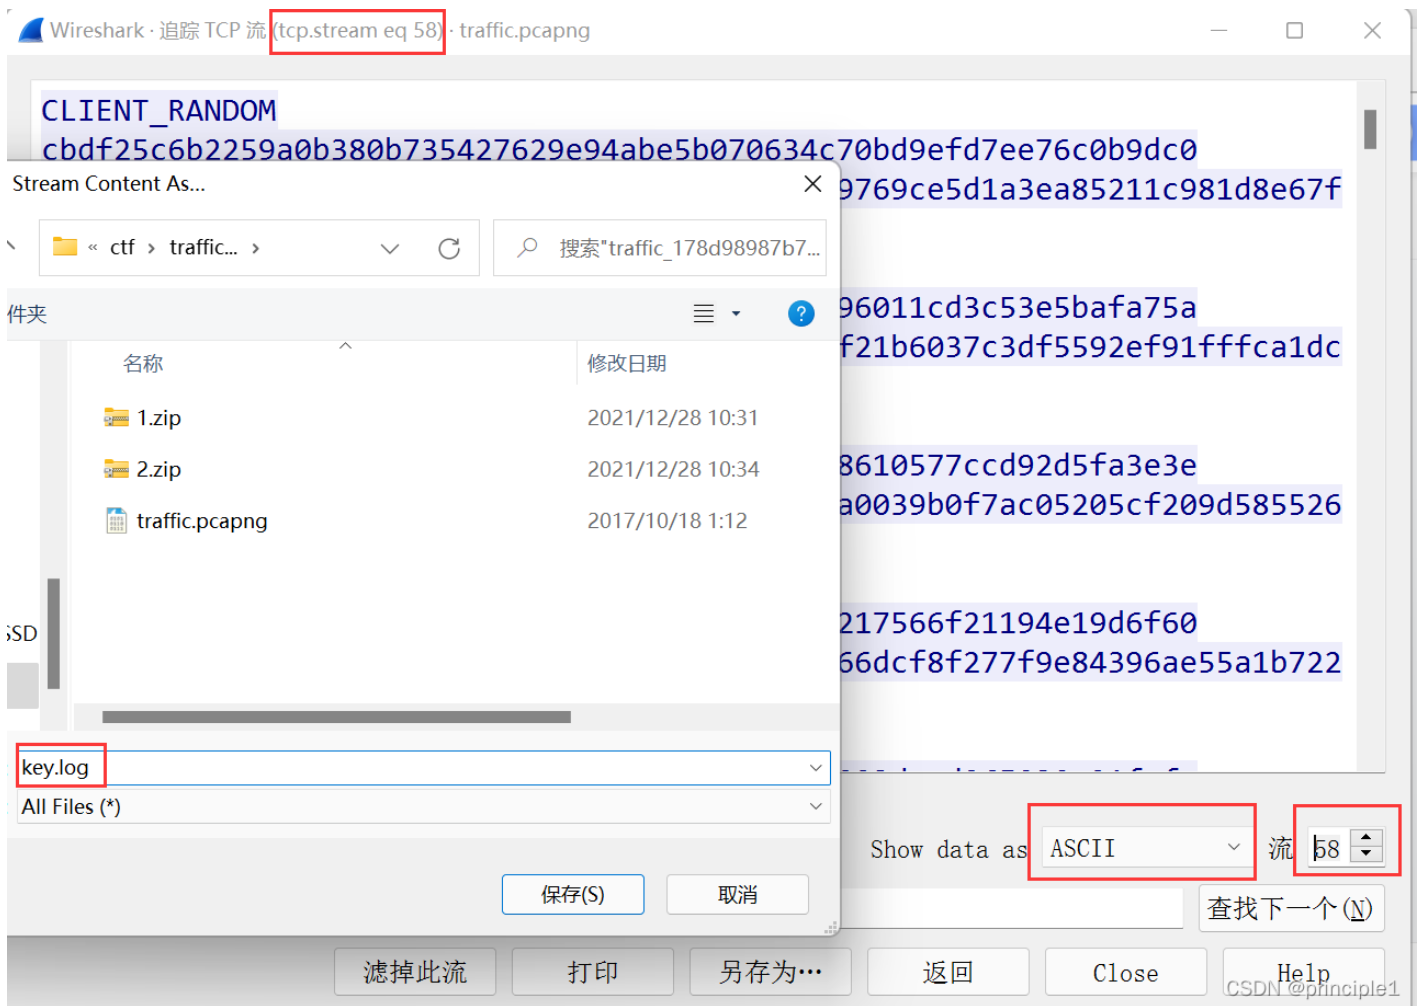 Wireshark · 追踪 TCP 流 (tcp.stream eq 58) · traffic.pcapng
CLIENT_RANDOM
cbdf25c6b2259a0b380b735427629e94abe5b070634c70bd9efd7ee76c0b9dc0
9769ce5d1a3ea85211c981d8e67f
96011cd3c53e5bafa75a
f21b6037c3df5592ef91fffca1dc
8610577ccd92d5fa3e3e
a0039b0f7ac05205cf209d585526
217566f21194e19d6f60
66dcf8f277f9e84396ae55a1b722
Stream Content As...
« ctf › traffic... ›
搜索"traffic_178d98987b7...
件夹
名称 修改日期
1.zip 2021/12/28 10:31
2.zip 2021/12/28 10:34
traffic.pcapng 2017/10/18 1:12
SSD
key.log
All Files (*)
保存(S) 取消
Show data as ASCII 流 58
查找下一个(N)
滤掉此流 打印 另存为… 返回 Close Help
CSDN @principle1